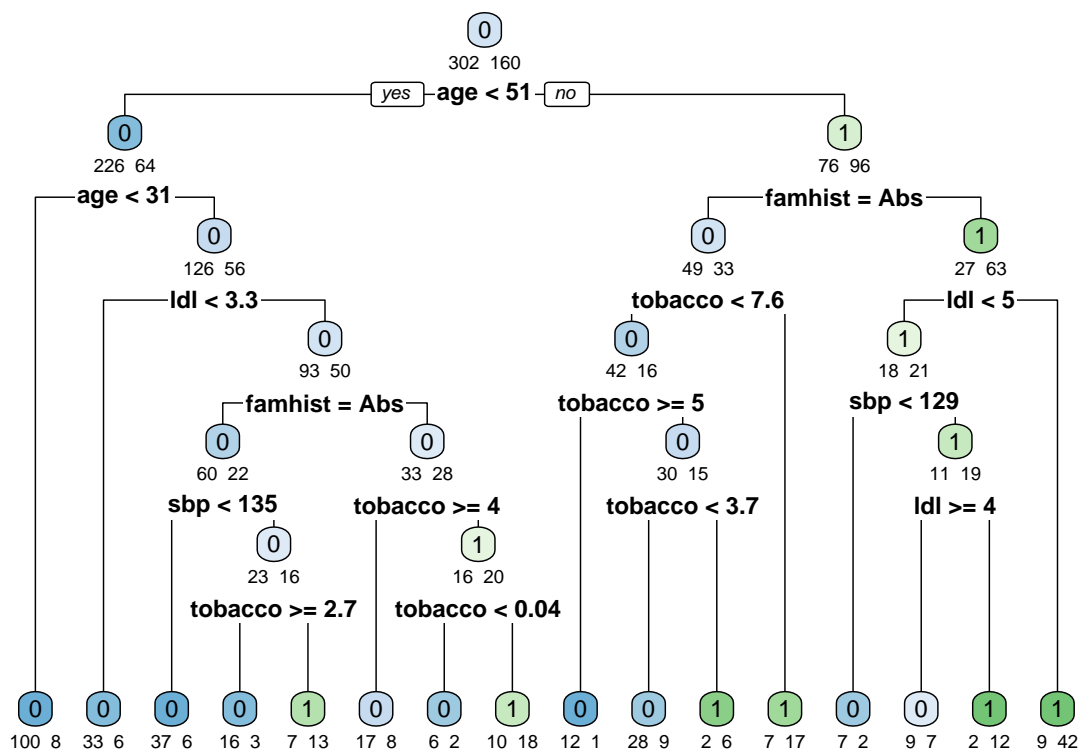 0
302 160
yes age < 51 no
0 1
226 64 76 96
age < 31 famhist = Abs
0 0 1
126 56 49 33 27 63
ldl < 3.3 tobacco < 7.6 ldl < 5
0 0 1
93 50 42 16 18 21
famhist = Abs tobacco >= 5 sbp < 129
0 0 0 1
60 22 33 28 30 15 11 19
sbp < 135 tobacco >= 4 tobacco < 3.7 ldl >= 4
0 1
23 16 16 20
tobacco >= 2.7 tobacco < 0.04
0 0 0 0 1 0 0 1 0 0 1 1 0 0 1 1
100 8 33 6 37 6 16 3 7 13 17 8 6 2 10 18 12 1 28 9 2 6 7 17 7 2 9 7 2 12 9 42